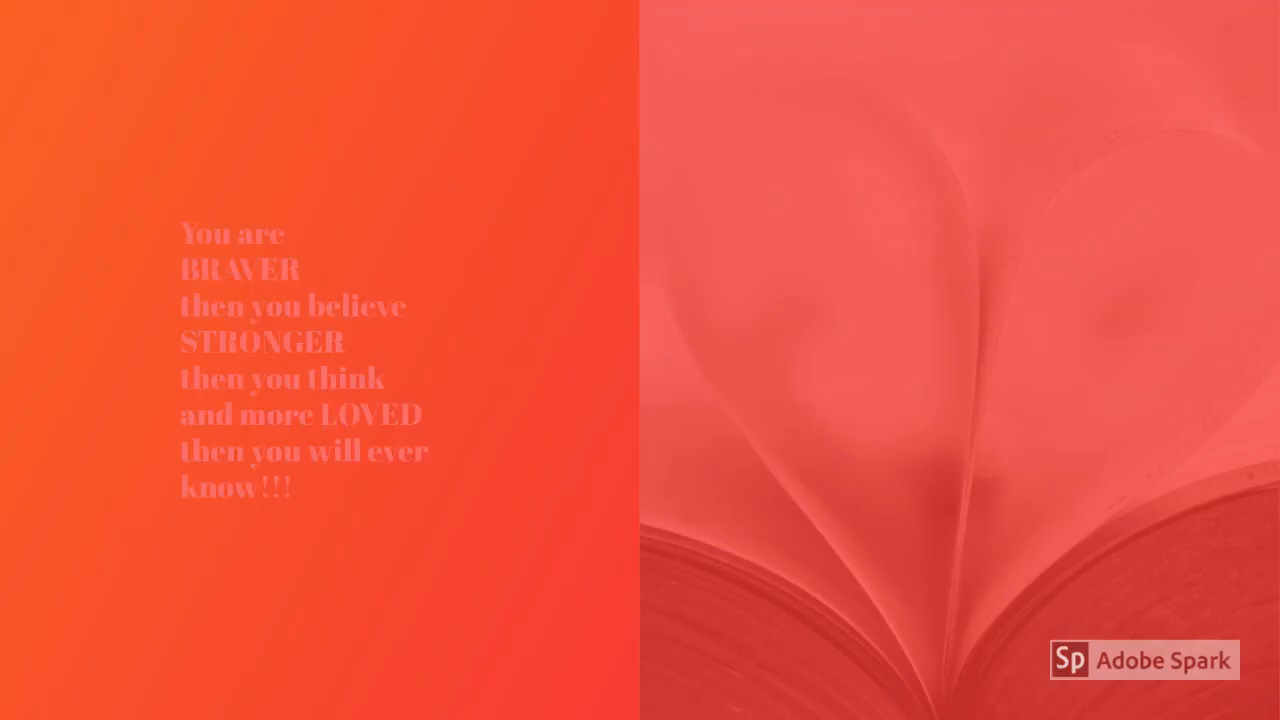 You are
BRAVER
then you believe
STRONGER
then you think
and more LOVED
then you will ever
know!!!
Sp Adobe Spark